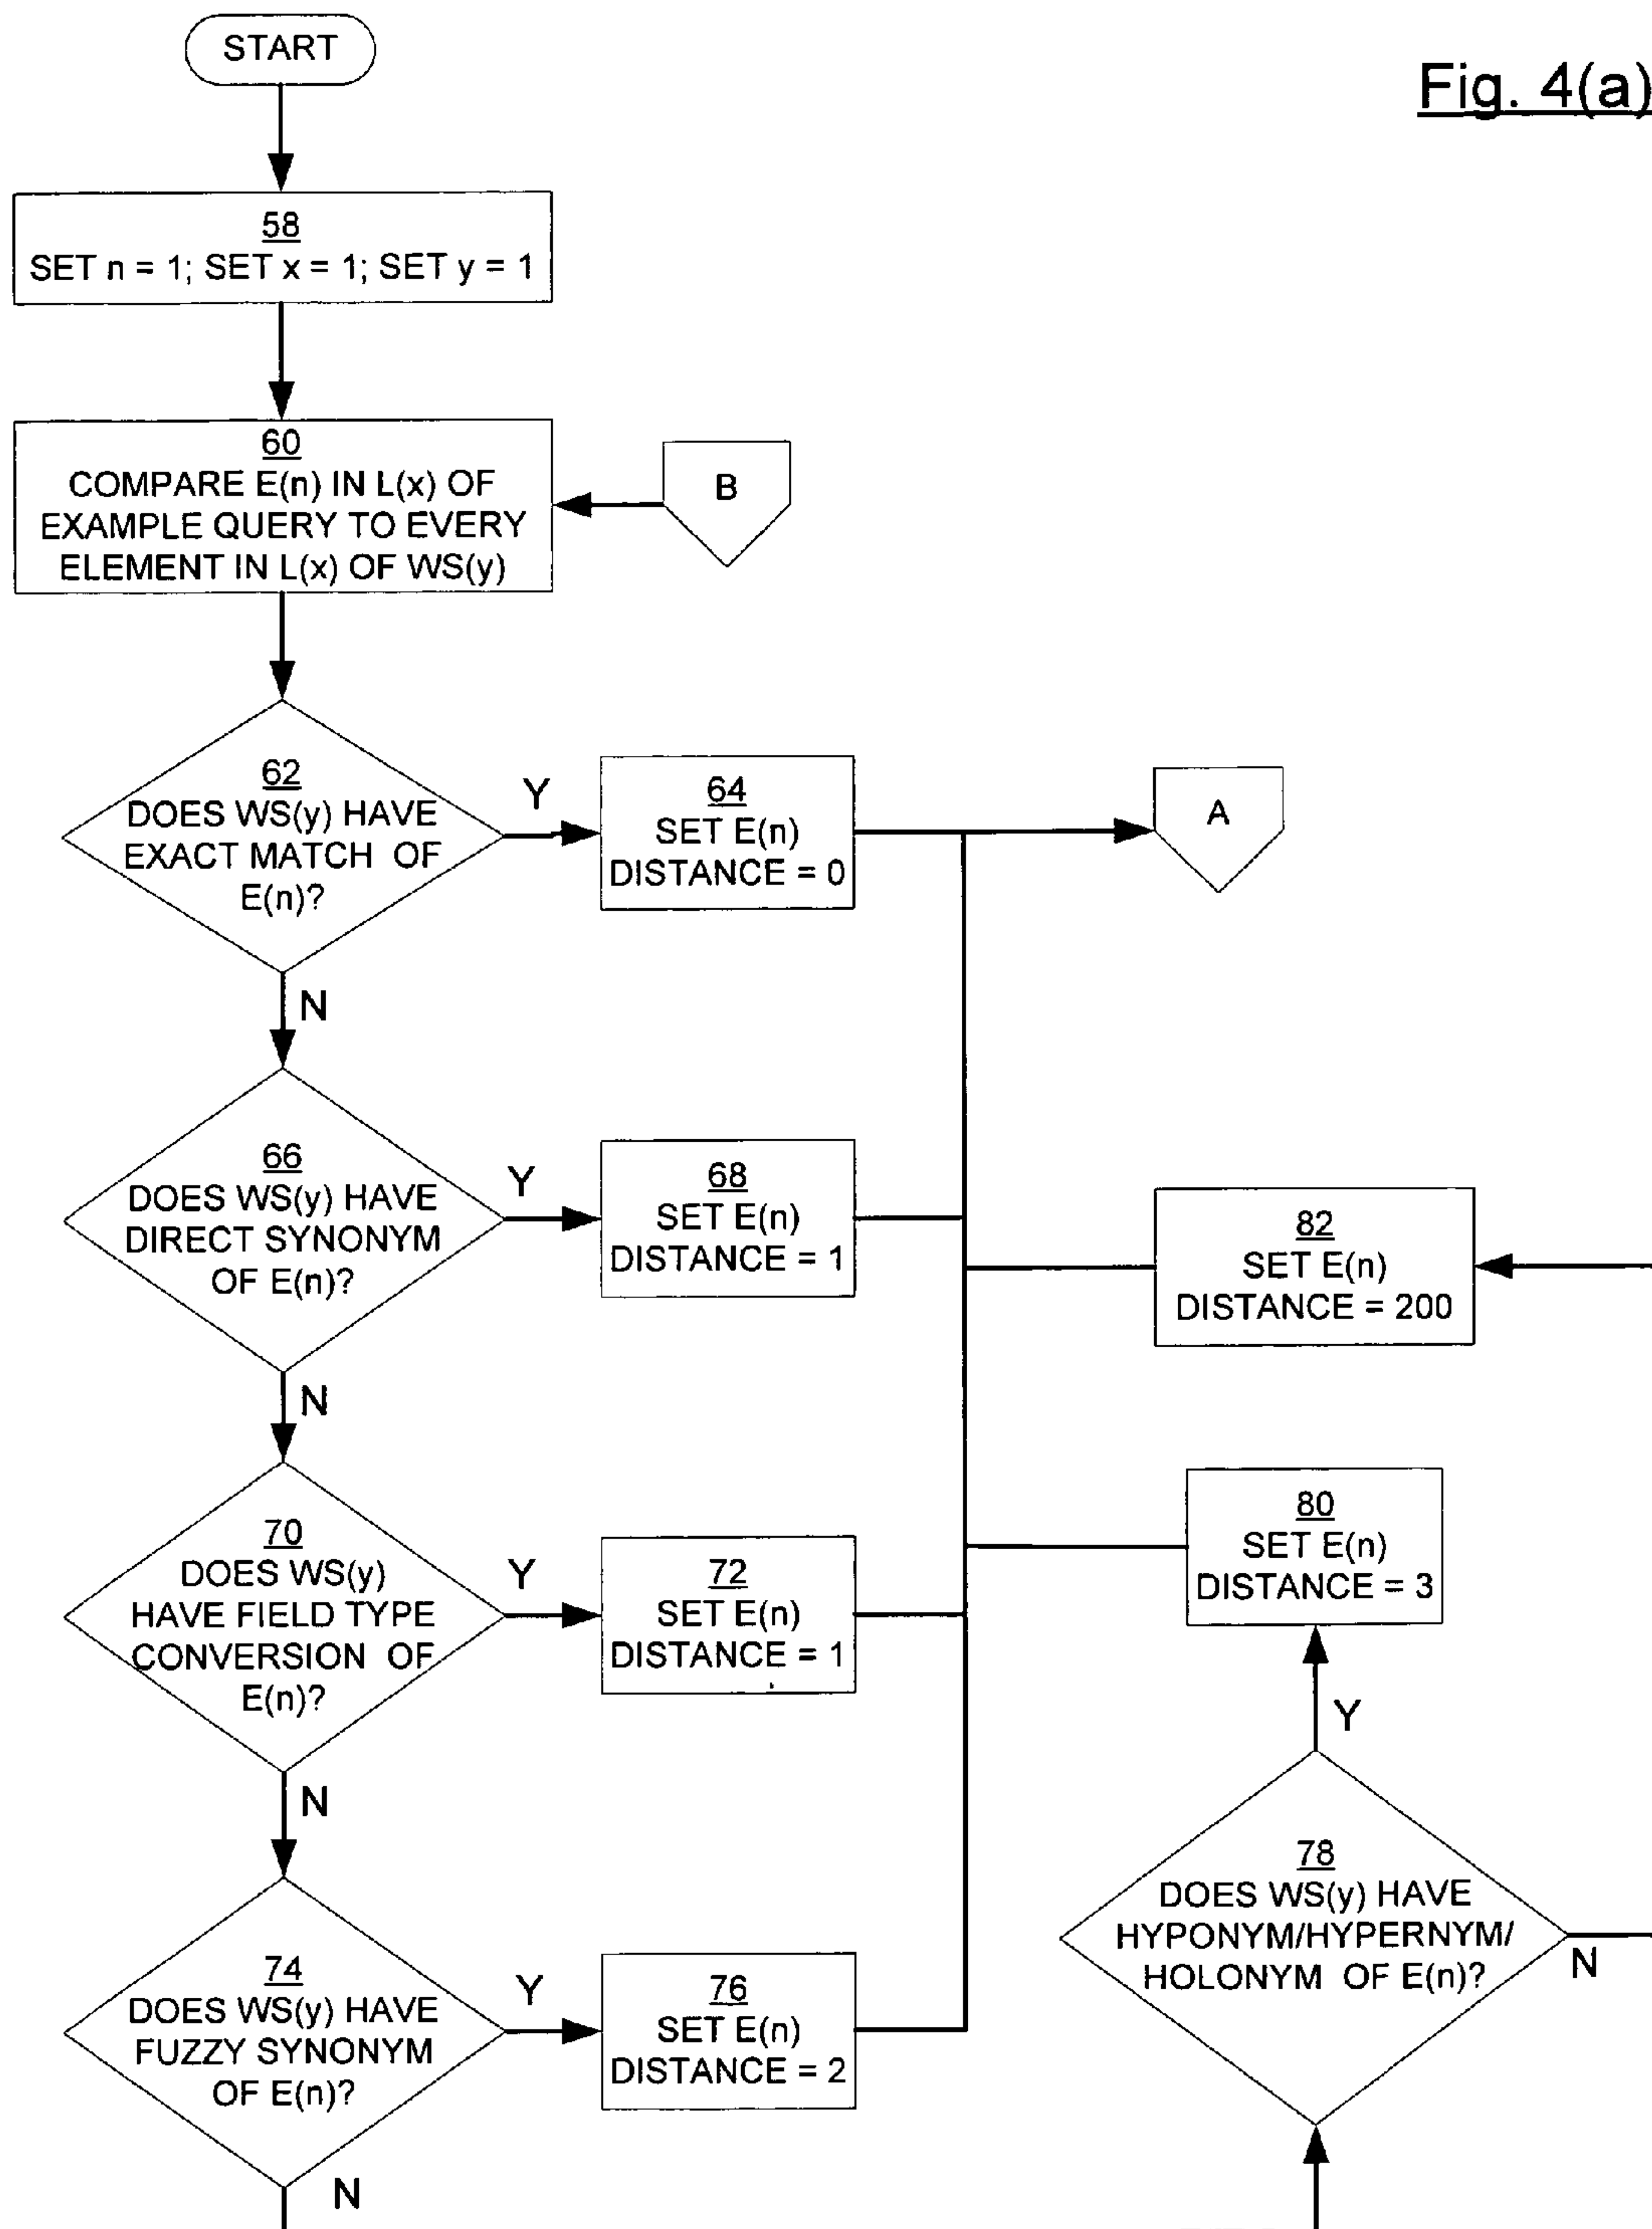 START
Fig. 4(a)
58
SET n = 1; SET x = 1; SET y = 1
60
COMPARE E(n) IN L(x) OF
EXAMPLE QUERY TO EVERY
ELEMENT IN L(x) OF WS(y)
B
62
DOES WS(y) HAVE
EXACT MATCH OF
E(n)?
Y
64
SET E(n)
DISTANCE = 0
A
N
66
DOES WS(y) HAVE
DIRECT SYNONYM
OF E(n)?
Y
68
SET E(n)
DISTANCE = 1
82
SET E(n)
DISTANCE = 200
N
70
DOES WS(y)
HAVE FIELD TYPE
CONVERSION OF
E(n)?
Y
72
SET E(n)
DISTANCE = 1
80
SET E(n)
DISTANCE = 3
Y
N
78
DOES WS(y) HAVE
HYPONYM/HYPERNYM/
HOLONYM OF E(n)?
N
74
DOES WS(y) HAVE
FUZZY SYNONYM
OF E(n)?
Y
76
SET E(n)
DISTANCE = 2
N